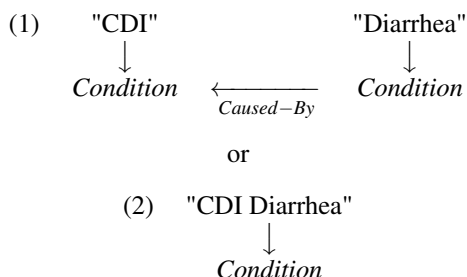 (1) "CDI" "Diarrhea"
Condition Condition
Caused−By
or
(2) "CDI Diarrhea"
Condition